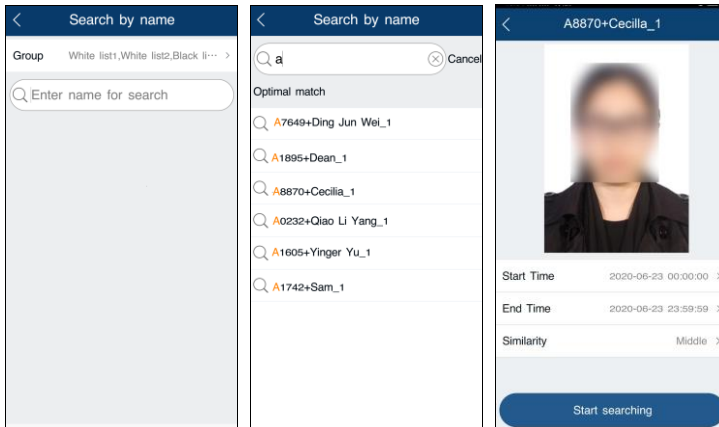 Search by name
Group White list1,White list2,Black li···
Enter name for search
Search by name
a Cancel
Optimal match
A7649+Ding Jun Wei_1
A1895+Dean_1
A8870+Cecilia_1
A0232+Qiao Li Yang_1
A1605+Yinger Yu_1
A1742+Sam_1
A8870+Cecilla_1
Start Time 2020-06-23 00:00:00
End Time 2020-06-23 23:59:59
Similarity Middle
Start searching